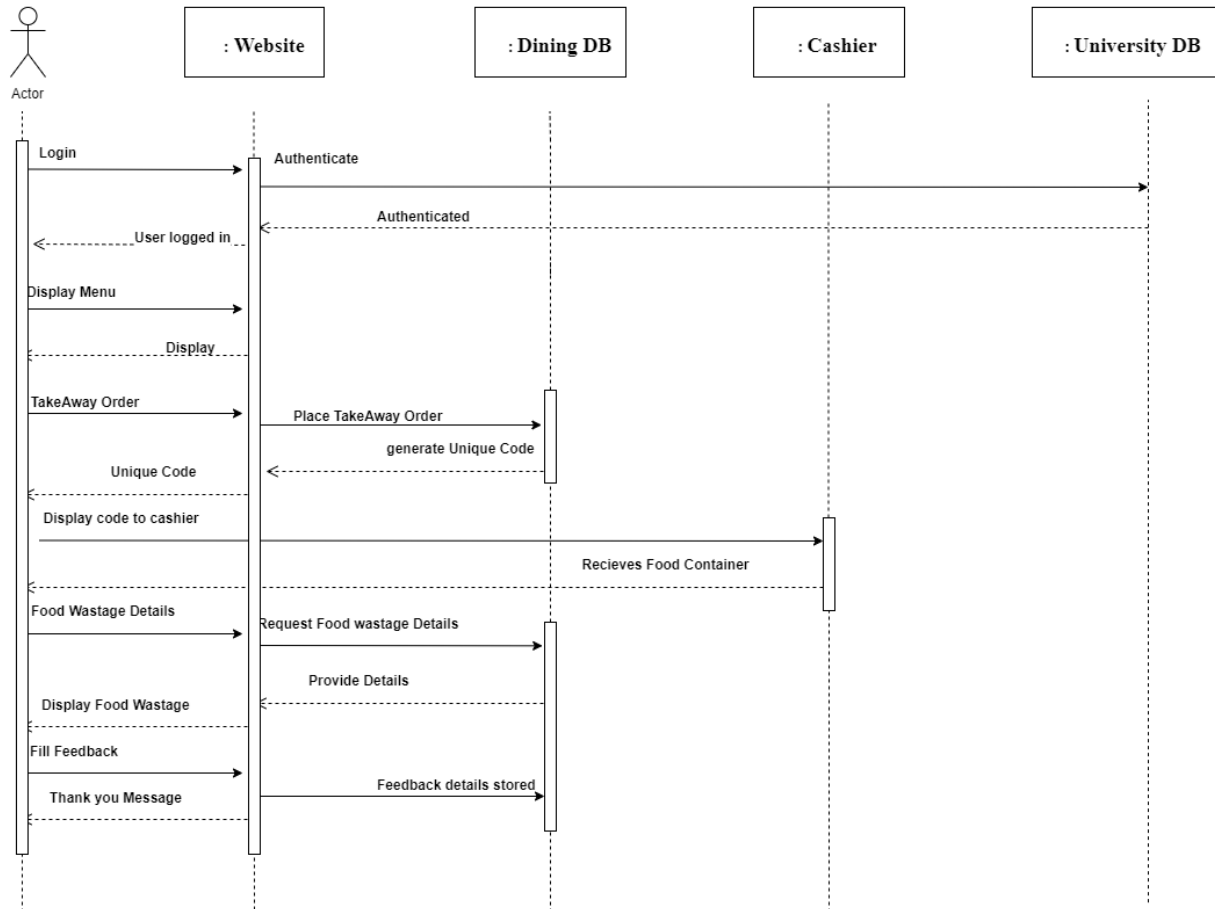 : Website
: Dining DB
: Cashier
: University DB
Actor
Login
Authenticate
Authenticated
User logged in
Display Menu
Display
TakeAway Order
Place TakeAway Order
generate Unique Code
Unique Code
Display code to cashier
Recieves Food Container
Food Wastage Details
Request Food wastage Details
Provide Details
Display Food Wastage
Fill Feedback
Feedback details stored
Thank you Message